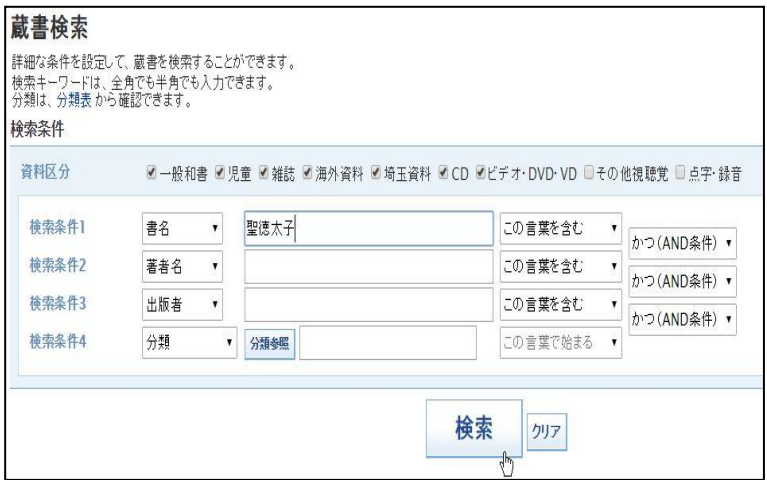 蔵書検索
詳細な条件を設定して、蔵書を検索することができます。
検索キーワードは、全角でも半角でも入力できます。
分類は、分類表 から確認できます。
検索条件
資料区分 一般和書 児童 雑誌 海外資料 埼玉資料 CD ビデオ・DVD・VD その他視聴覚 点字・録音
検索条件1 書名 聖徳太子 この言葉を含む かつ(AND条件)
検索条件2 著者名 この言葉を含む かつ(AND条件)
検索条件3 出版者 この言葉を含む かつ(AND条件)
検索条件4 分類 分類参照 この言葉で始まる
検索 クリア